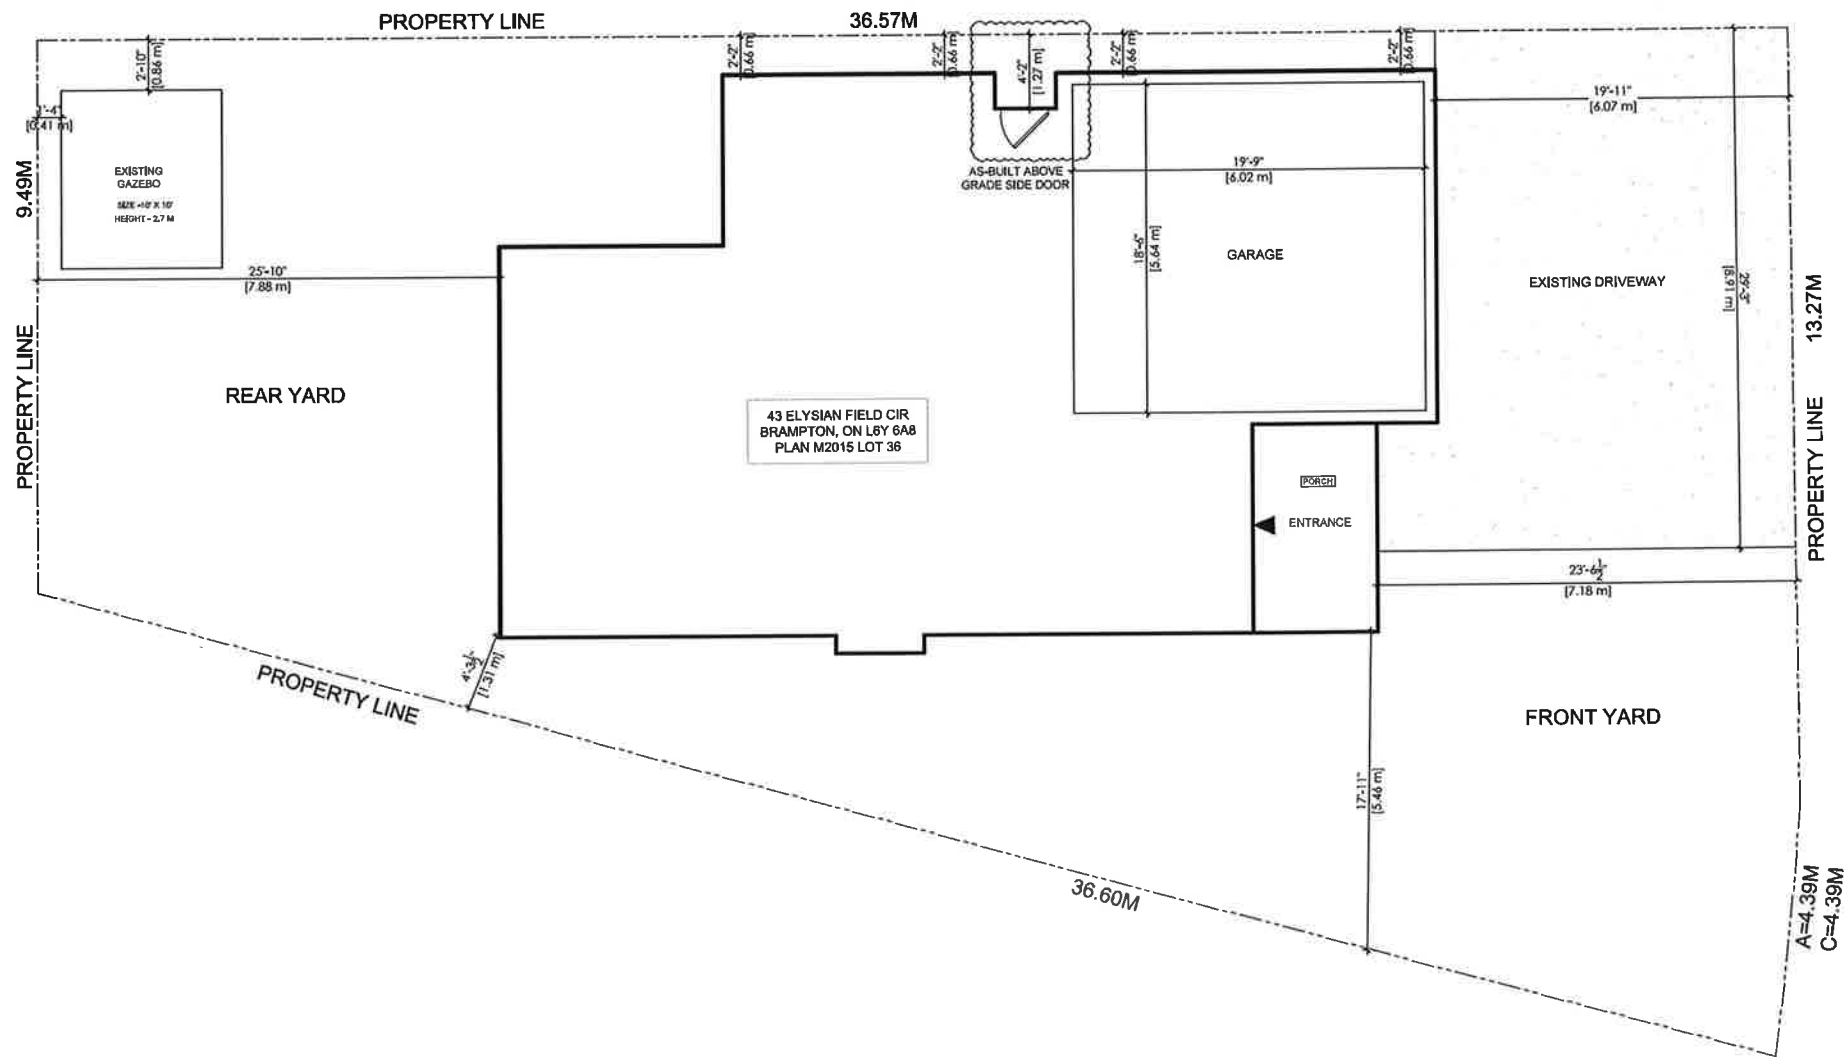 PROPERTY LINE
36.57M
2'-10"
[0.86 m]
2'-2"
[0.66 m]
2'-2"
[0.66 m]
4'-2"
[1.27 m]
2'-2"
[0.66 m]
2'-2"
[0.66 m]
19'-11"
[6.07 m]
1'-4"
[0.41 m]
9.49M
EXISTING
GAZEBO
SIZE -10' X 10'
HEIGHT - 2.7 M
AS-BUILT ABOVE
GRADE SIDE DOOR
19'-9"
[6.02 m]
18'-6"
[5.64 m]
GARAGE
25'-10"
[7.88 m]
EXISTING DRIVEWAY
29'-3"
[8.91 m]
13.27M
PROPERTY LINE
REAR YARD
43 ELYSIAN FIELD CIR
BRAMPTON, ON L6Y 6A8
PLAN M2015 LOT 36
PROPERTY LINE
PORCH
ENTRANCE
23'-6½"
[7.18 m]
4'-3½"
[1.31 m]
PROPERTY LINE
FRONT YARD
17'-11"
[5.46 m]
36.60M
A=4.39M
C=4.39M